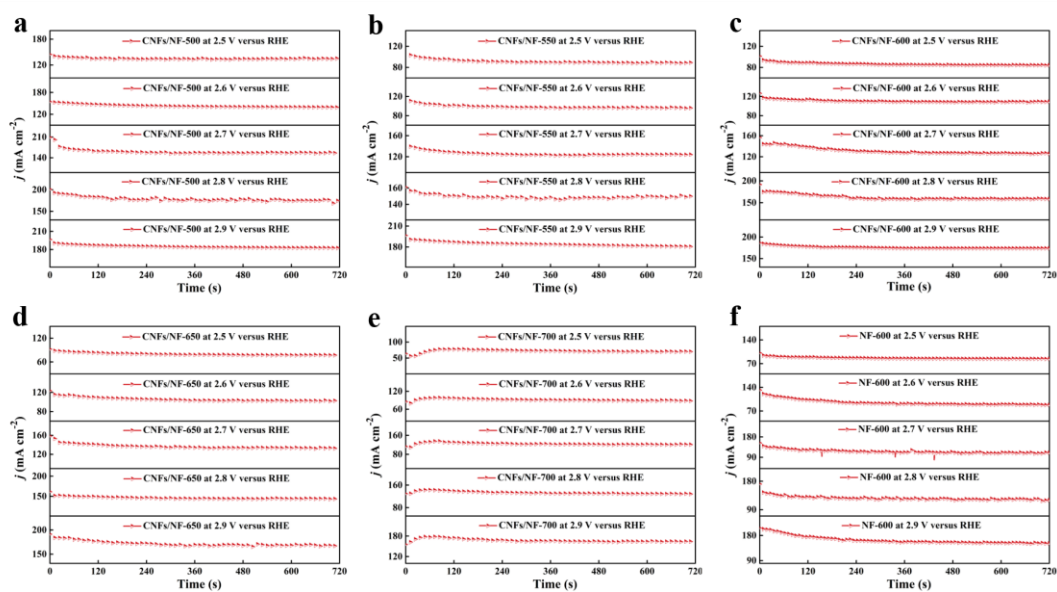 a
j (mA cm⁻²)
180
120
CNFs/NF-500 at 2.5 V versus RHE
180
120
CNFs/NF-500 at 2.6 V versus RHE
210
140
CNFs/NF-500 at 2.7 V versus RHE
200
150
CNFs/NF-500 at 2.8 V versus RHE
210
180
CNFs/NF-500 at 2.9 V versus RHE
0 120 240 360 480 600 720
Time (s)
b
j (mA cm⁻²)
120
80
CNFs/NF-550 at 2.5 V versus RHE
120
80
CNFs/NF-550 at 2.6 V versus RHE
160
120
CNFs/NF-550 at 2.7 V versus RHE
160
140
CNFs/NF-550 at 2.8 V versus RHE
210
180
CNFs/NF-550 at 2.9 V versus RHE
0 120 240 360 480 600 720
Time (s)
c
j (mA cm⁻²)
120
80
CNFs/NF-600 at 2.5 V versus RHE
120
80
CNFs/NF-600 at 2.6 V versus RHE
160
120
CNFs/NF-600 at 2.7 V versus RHE
200
150
CNFs/NF-600 at 2.8 V versus RHE
200
150
CNFs/NF-600 at 2.9 V versus RHE
0 120 240 360 480 600 720
Time (s)
d
j (mA cm⁻²)
120
60
CNFs/NF-650 at 2.5 V versus RHE
120
80
CNFs/NF-650 at 2.6 V versus RHE
160
120
CNFs/NF-650 at 2.7 V versus RHE
200
150
CNFs/NF-650 at 2.8 V versus RHE
200
150
CNFs/NF-650 at 2.9 V versus RHE
0 120 240 360 480 600 720
Time (s)
e
j (mA cm⁻²)
100
50
CNFs/NF-700 at 2.5 V versus RHE
120
60
CNFs/NF-700 at 2.6 V versus RHE
160
80
CNFs/NF-700 at 2.7 V versus RHE
160
80
CNFs/NF-700 at 2.8 V versus RHE
180
120
CNFs/NF-700 at 2.9 V versus RHE
0 120 240 360 480 600 720
Time (s)
f
j (mA cm⁻²)
140
70
NF-600 at 2.5 V versus RHE
140
70
NF-600 at 2.6 V versus RHE
180
90
NF-600 at 2.7 V versus RHE
180
90
NF-600 at 2.8 V versus RHE
180
90
NF-600 at 2.9 V versus RHE
0 120 240 360 480 600 720
Time (s)